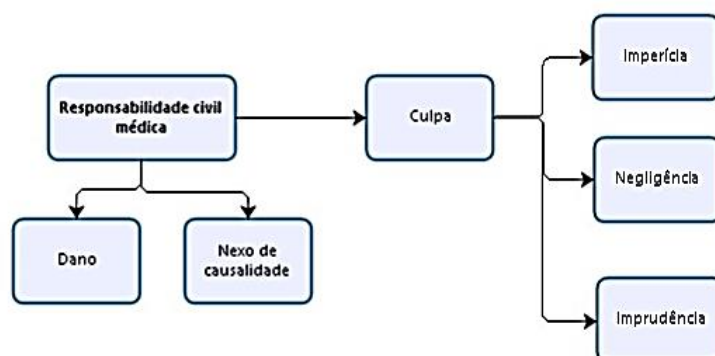 Responsabilidade civil
médica
Culpa
Imperícia
Negligência
Imprudência
Dano
Nexo de
causalidade